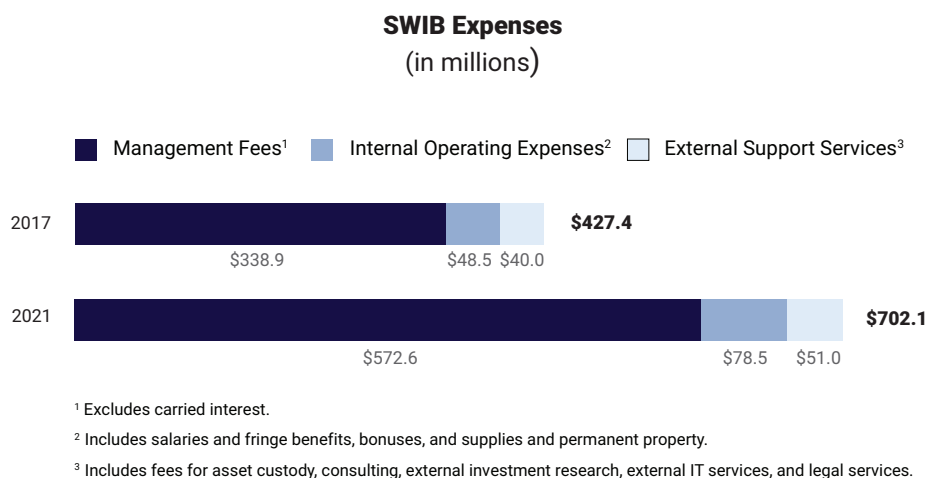 SWIB Expenses
(in millions)
Management Fees¹ Internal Operating Expenses² External Support Services³
2017 $427.4
$338.9 $48.5 $40.0
2021 $702.1
$572.6 $78.5 $51.0
¹ Excludes carried interest.
² Includes salaries and fringe benefits, bonuses, and supplies and permanent property.
³ Includes fees for asset custody, consulting, external investment research, external IT services, and legal services.